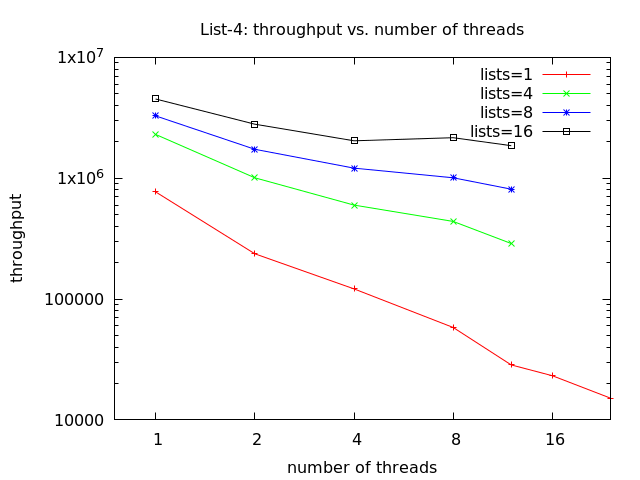 List-4: throughput vs. number of threads
1x10^7
lists=1
lists=4
lists=8
lists=16
1x10^6
throughput
100000
10000
1 2 4 8 16
number of threads